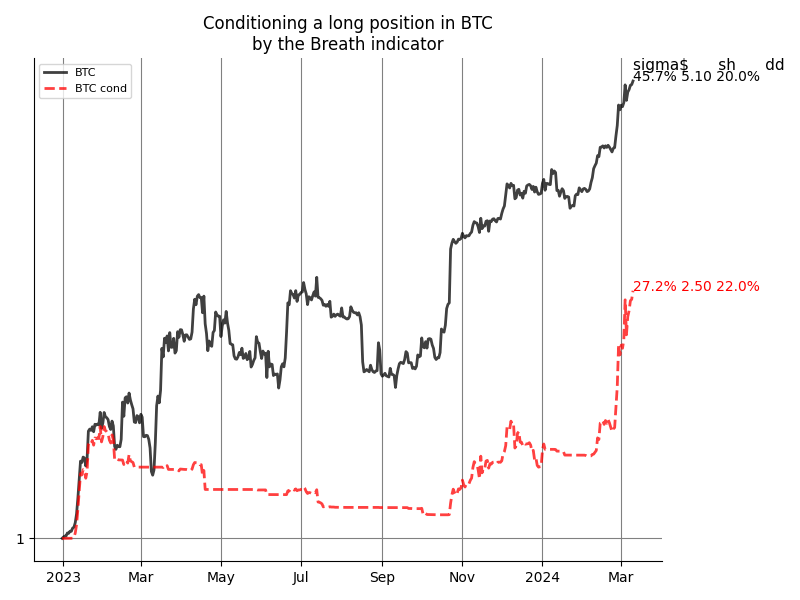 Conditioning a long position in BTC
by the Breath indicator
BTC
BTC cond
sigma$ sh dd
45.7% 5.10 20.0%
27.2% 2.50 22.0%
1
2023 Mar May Jul Sep Nov 2024 Mar